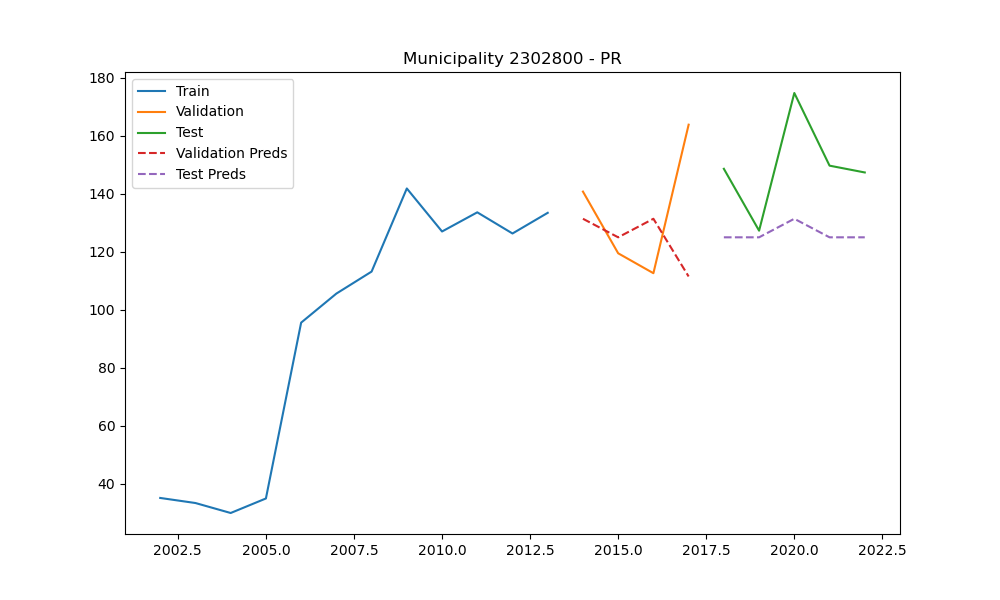 Municipality 2302800 - PR
180
160
140
120
100
80
60
40
Train
Validation
Test
Validation Preds
Test Preds
2002.5 2005.0 2007.5 2010.0 2012.5 2015.0 2017.5 2020.0 2022.5